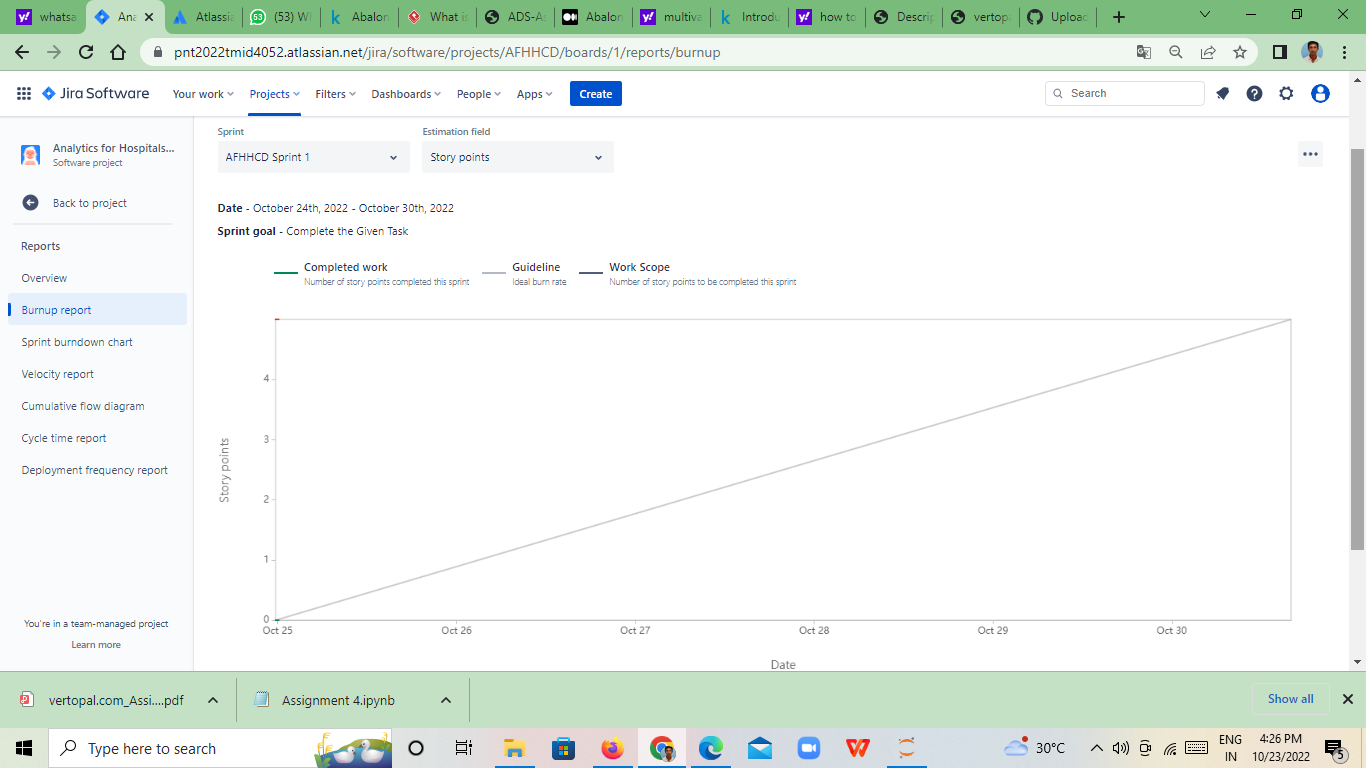 whatsa
Ana
Atlassia
(53) W
Abalon
What is
ADS-As
Abalon
multiva
Introdu
how to
Descrip
vertopa
Upload
pnt2022tmid4052.atlassian.net/jira/software/projects/AFHHCD/boards/1/reports/burnup
Jira Software
Your work
Projects
Filters
Dashboards
People
Apps
Create
Search
Analytics for Hospitals...
Software project
Back to project
Reports
Overview
Burnup report
Sprint burndown chart
Velocity report
Cumulative flow diagram
Cycle time report
Deployment frequency report
You're in a team-managed project
Learn more
Sprint
Estimation field
AFHHCD Sprint 1
Story points
Date - October 24th, 2022 - October 30th, 2022
Sprint goal - Complete the Given Task
Completed work
Number of story points completed this sprint
Guideline
Ideal burn rate
Work Scope
Number of story points to be completed this sprint
4
3
2
1
0
Story points
Oct 25
Oct 26
Oct 27
Oct 28
Oct 29
Oct 30
Date
vertopal.com_Assi....pdf
Assignment 4.ipynb
Show all
Type here to search
30°C
ENG
IN
4:26 PM
10/23/2022
5